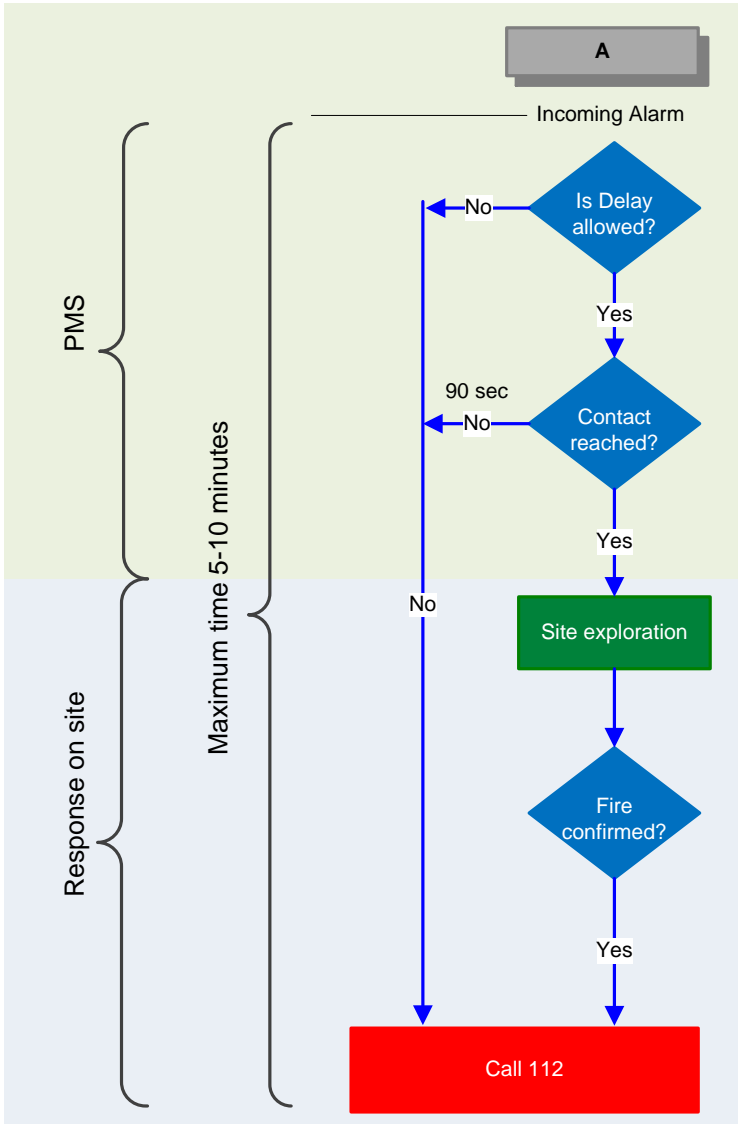 A
Incoming Alarm
Is Delay
allowed?
No
Yes
PMS
90 sec
No
Contact
reached?
Maximum time 5-10 minutes
Yes
No
Site exploration
Response on site
Fire
confirmed?
Yes
Call 112